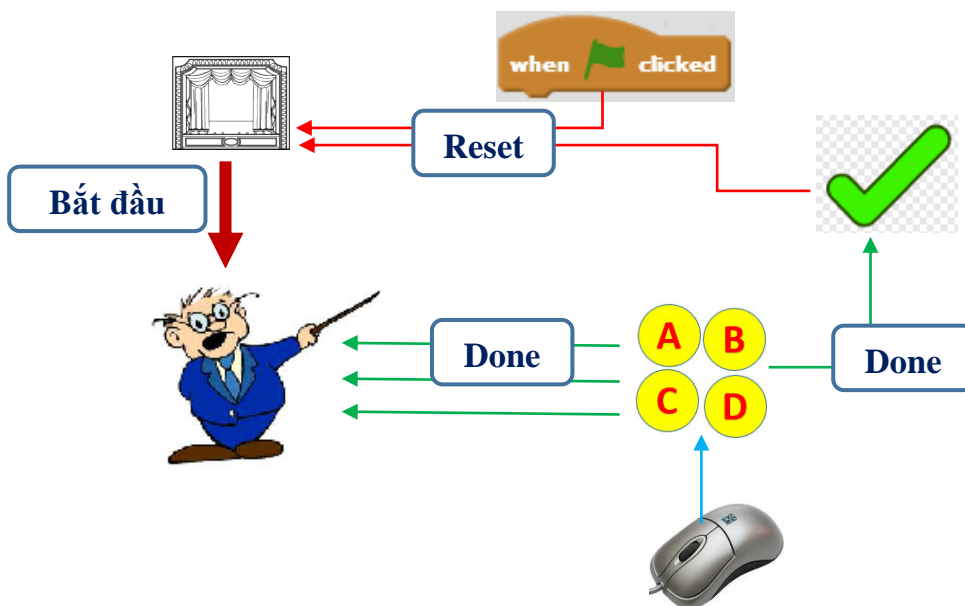 when clicked
Reset
Bắt đầu
A B
Done
Done
C D